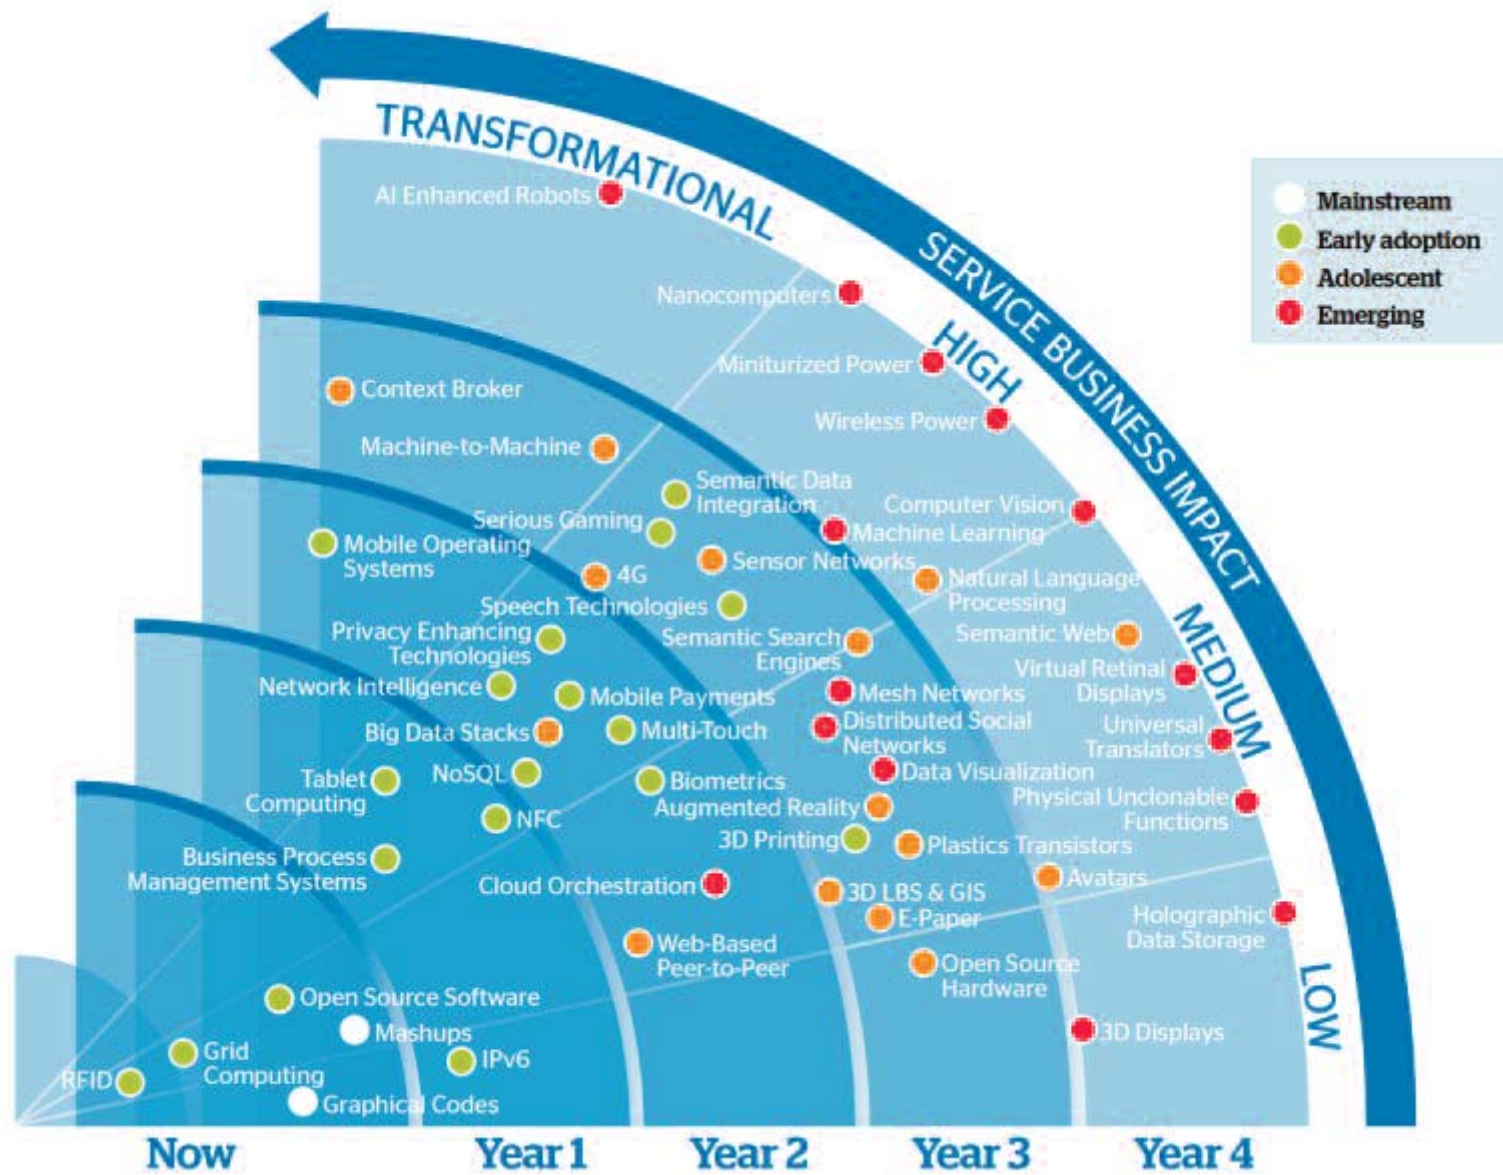 TRANSFORMATIONAL
SERVICE BUSINESS IMPACT
HIGH
MEDIUM
LOW
Mainstream
Early adoption
Adolescent
Emerging
AI Enhanced Robots
Nanocomputers
Miniturized Power
Wireless Power
Context Broker
Machine-to-Machine
Semantic Data
Integration
Computer Vision
Serious Gaming
Machine Learning
Mobile Operating
Systems
Sensor Networks
4G
Natural Language
Processing
Speech Technologies
Privacy Enhancing
Technologies
Semantic Search
Engines
Semantic Web
Virtual Retinal
Displays
Network Intelligence
Mobile Payments
Mesh Networks
Big Data Stacks
Multi-Touch
Distributed Social
Networks
Universal
Translators
Tablet
Computing
NoSQL
Biometrics
Data Visualization
Augmented Reality
Physical Unclonable
Functions
NFC
3D Printing
Plastics Transistors
Business Process
Management Systems
Cloud Orchestration
3D LBS & GIS
Avatars
E-Paper
Holographic
Data Storage
Web-Based
Peer-to-Peer
Open Source
Hardware
Open Source Software
Mashups
3D Displays
Grid
Computing
IPv6
RFID
Graphical Codes
Now
Year 1
Year 2
Year 3
Year 4